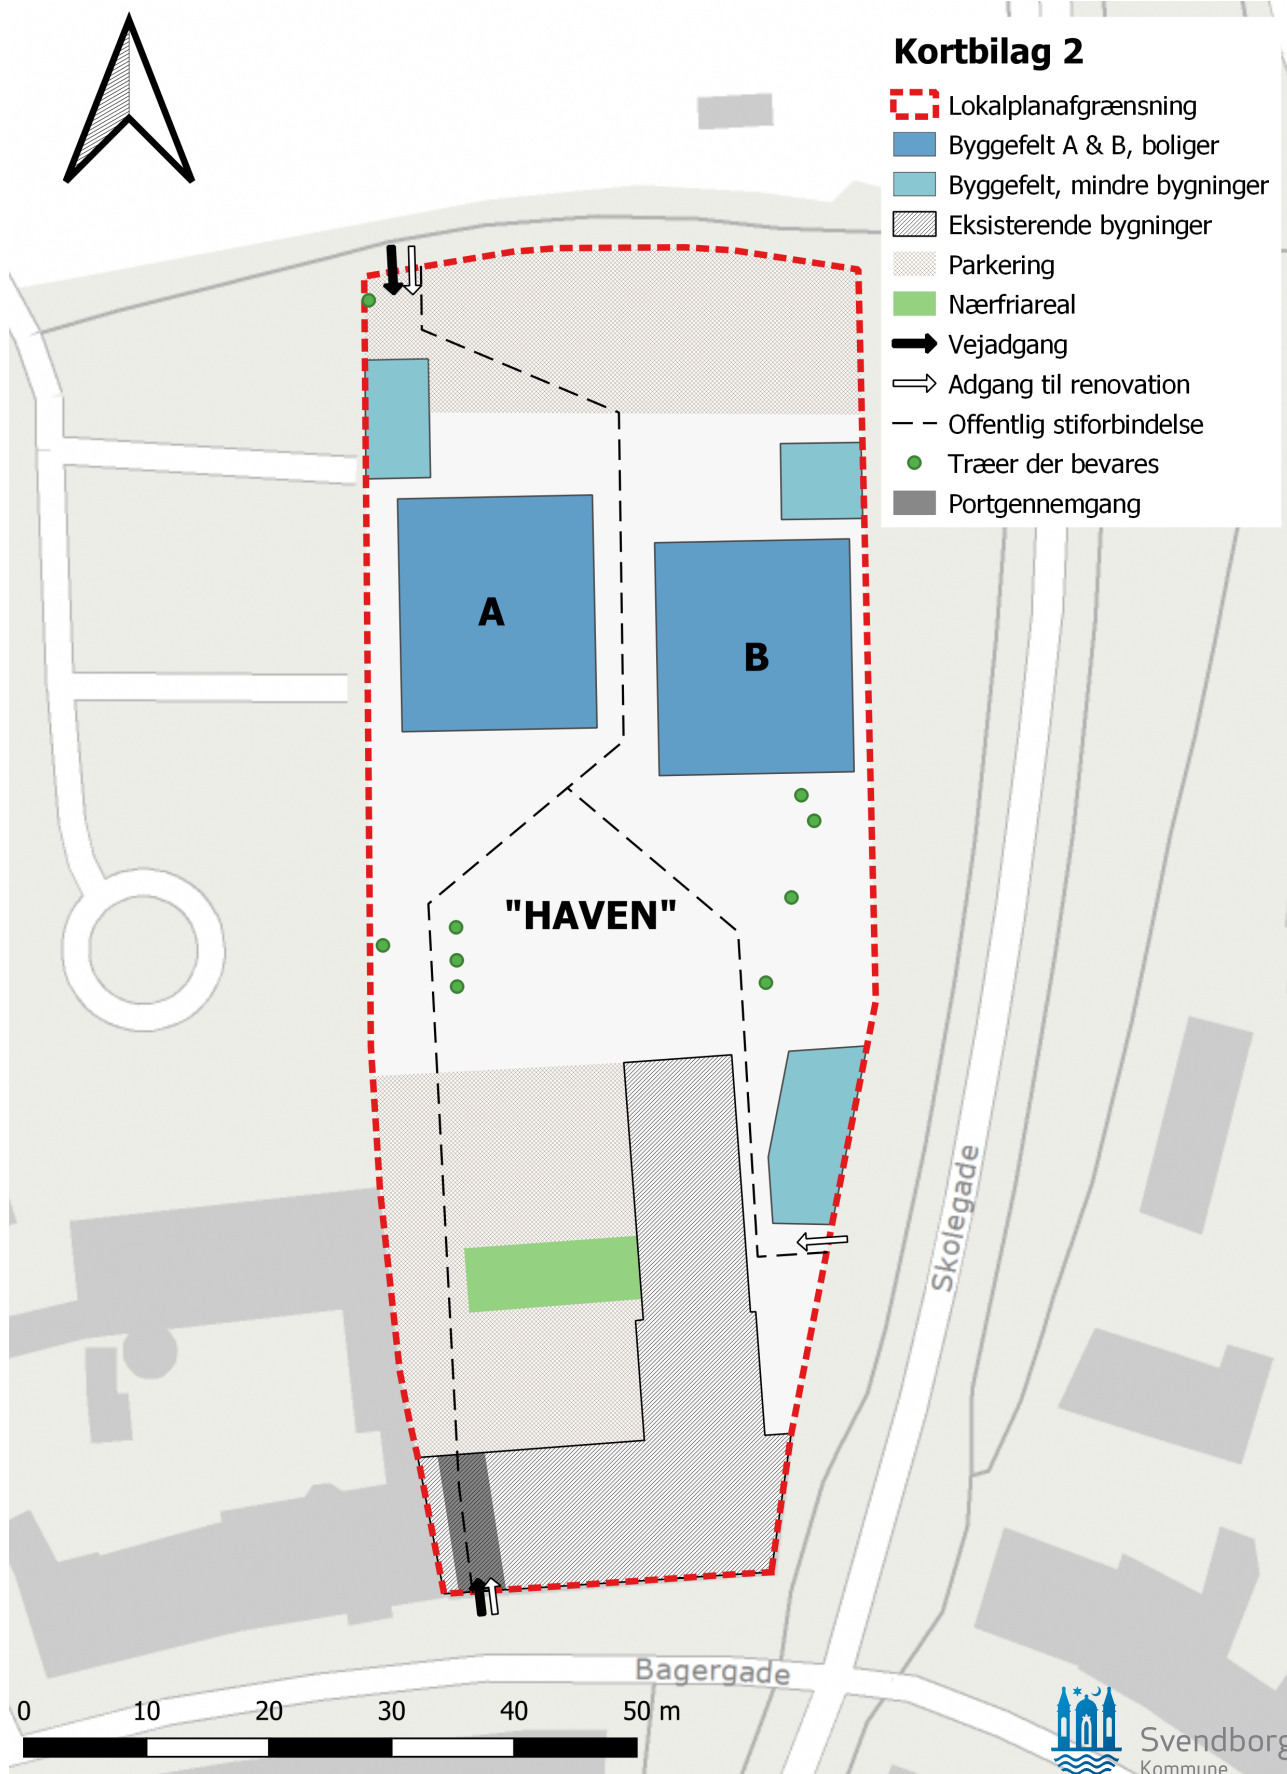 Kortbilag 2
Lokalplanafgrænsning
Byggefelt A & B, boliger
Byggefelt, mindre bygninger
Eksisterende bygninger
Parkering
Nærfriareal
Vejadgang
Adgang til renovation
Offentlig stiforbindelse
Træer der bevares
Portgennemgang
A
B
"HAVEN"
Skolegade
Bagergade
0 10 20 30 40 50 m
Svendborg
Kommune